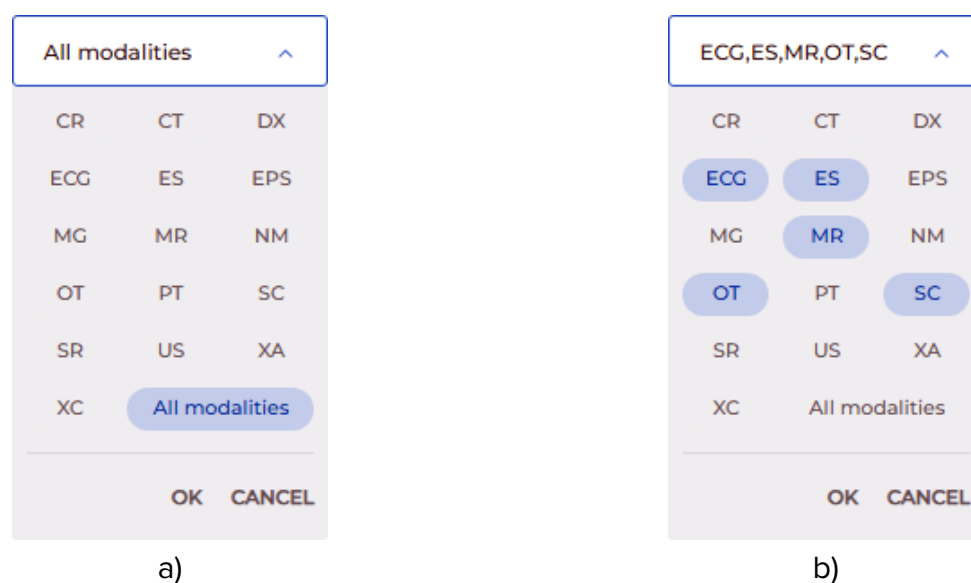 All modalities
CR CT DX
ECG ES EPS
MG MR NM
OT PT SC
SR US XA
XC All modalities
OK CANCEL
a)
ECG,ES,MR,OT,SC
CR CT DX
ECG ES EPS
MG MR NM
OT PT SC
SR US XA
XC All modalities
OK CANCEL
b)